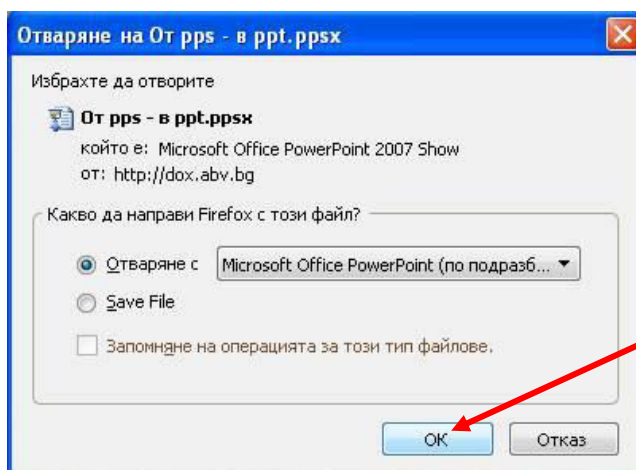 Отваряне на От pps - в ppt.ppsx
Избрахте да отворите
От pps - в ppt.ppsx
който е: Microsoft Office PowerPoint 2007 Show
от: http://dox.abv.bg
Какво да направи Firefox с този файл?
Отваряне с Microsoft Office PowerPoint (по подразб...
Save File
Запомняне на операцията за този тип файлове.
OK Отказ